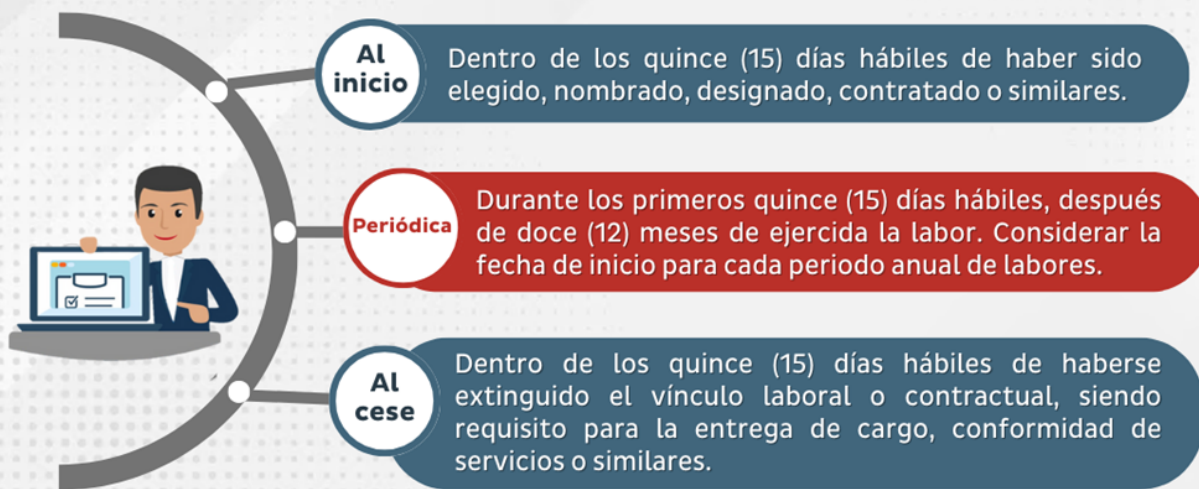 Al
inicio
Dentro de los quince (15) días hábiles de haber sido
elegido, nombrado, designado, contratado o similares.
Periódica
Durante los primeros quince (15) días hábiles, después
de doce (12) meses de ejercida la labor. Considerar la
fecha de inicio para cada periodo anual de labores.
Al
cese
Dentro de los quince (15) días hábiles de haberse
extinguido el vínculo laboral o contractual, siendo
requisito para la entrega de cargo, conformidad de
servicios o similares.